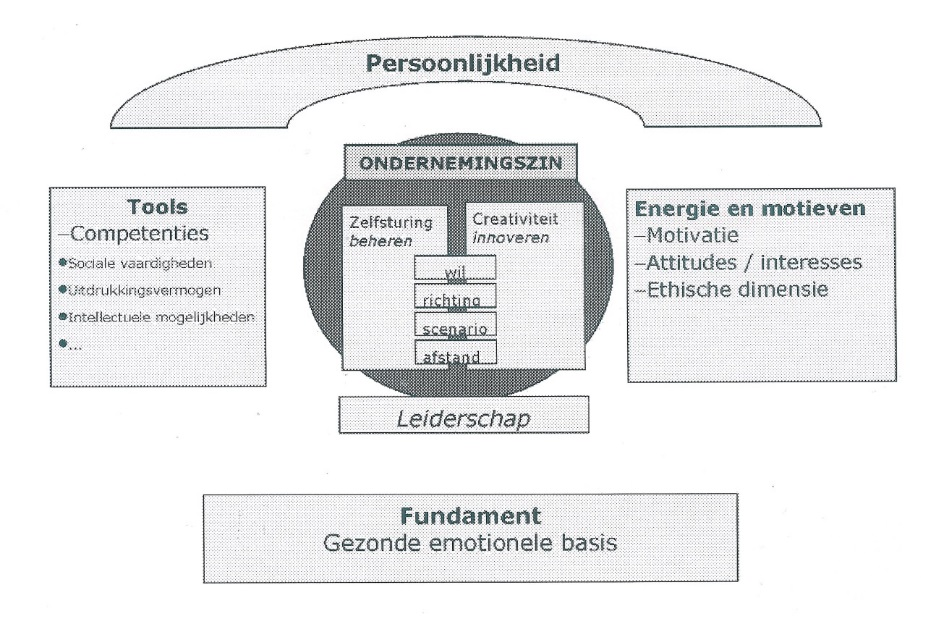 Persoonlijkheid
ONDERNEMINGSZIN
Tools
–Competenties
•Sociale vaardigheden
•Uitdrukkingsvermogen
•Intellectuele mogelijkheden
•...
Zelfsturing
beheren
Creativiteit
innoveren
wil
richting
scenario
afstand
Energie en motieven
–Motivatie
–Attitudes / interesses
–Ethische dimensie
Leiderschap
Fundament
Gezonde emotionele basis